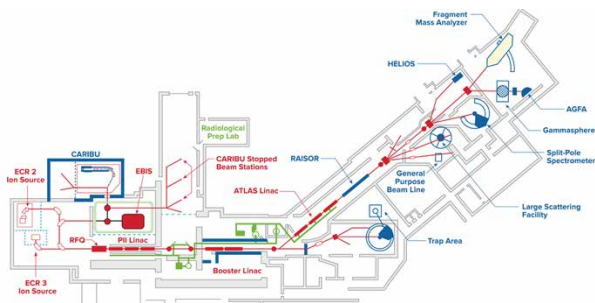 Fragment
Mass Analyzer
HELIOS
AGFA
Gammasphere
Radiological
Prep Lab
CARIBU
EBIS
CARIBU Stopped
Beam Stations
RAISOR
Split-Pole
Spectrometer
General
Purpose
Beam Line
ECR 2
Ion Source
ATLAS Linac
Large Scattering
Facility
RFQ
PII Linac
Trap Area
Booster Linac
ECR 3
Ion Source